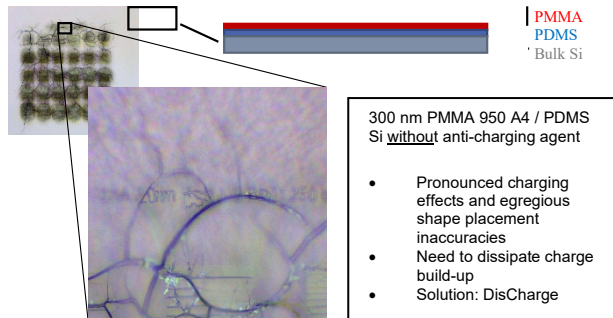 PMMA
PDMS
Bulk Si
300 nm PMMA 950 A4 / PDMS
Si without anti-charging agent
• Pronounced charging
effects and egregious
shape placement
inaccuracies
• Need to dissipate charge
build-up
• Solution: DisCharge